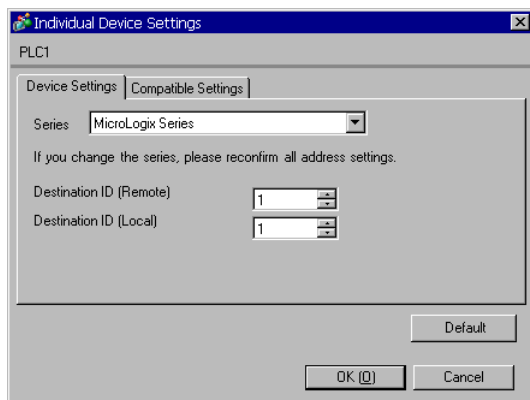 Individual Device Settings
PLC1
Device Settings
Compatible Settings
Series
MicroLogix Series
If you change the series, please reconfirm all address settings.
Destination ID (Remote)
1
Destination ID (Local)
1
Default
OK (O)
Cancel